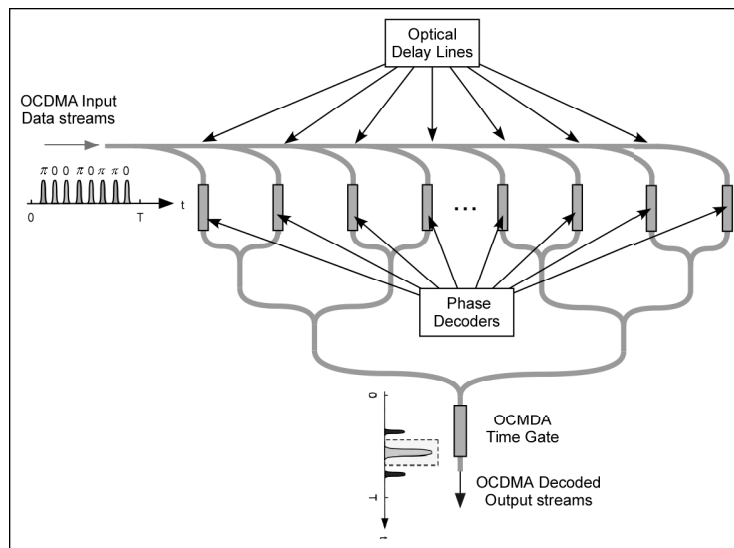 Optical
Delay Lines
OCDMA Input
Data streams
π 0 0 π 0 π π 0
0 T t
...
Phase
Decoders
0
OCMDA
Time Gate
T
OCDMA Decoded
Output streams
t